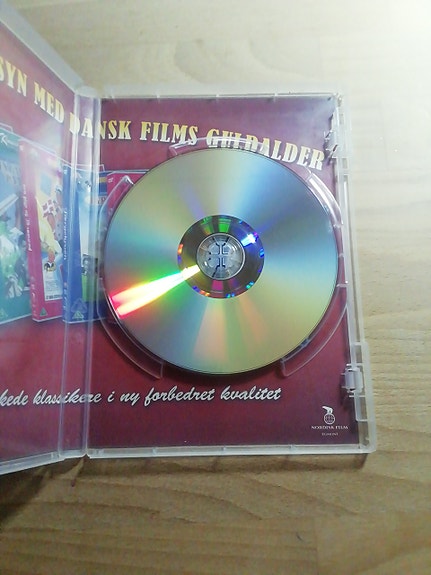 SYN MED DANSK FILMS GULDALDER
kede klassikere i ny forbedret kvalitet
NORDISK FILM